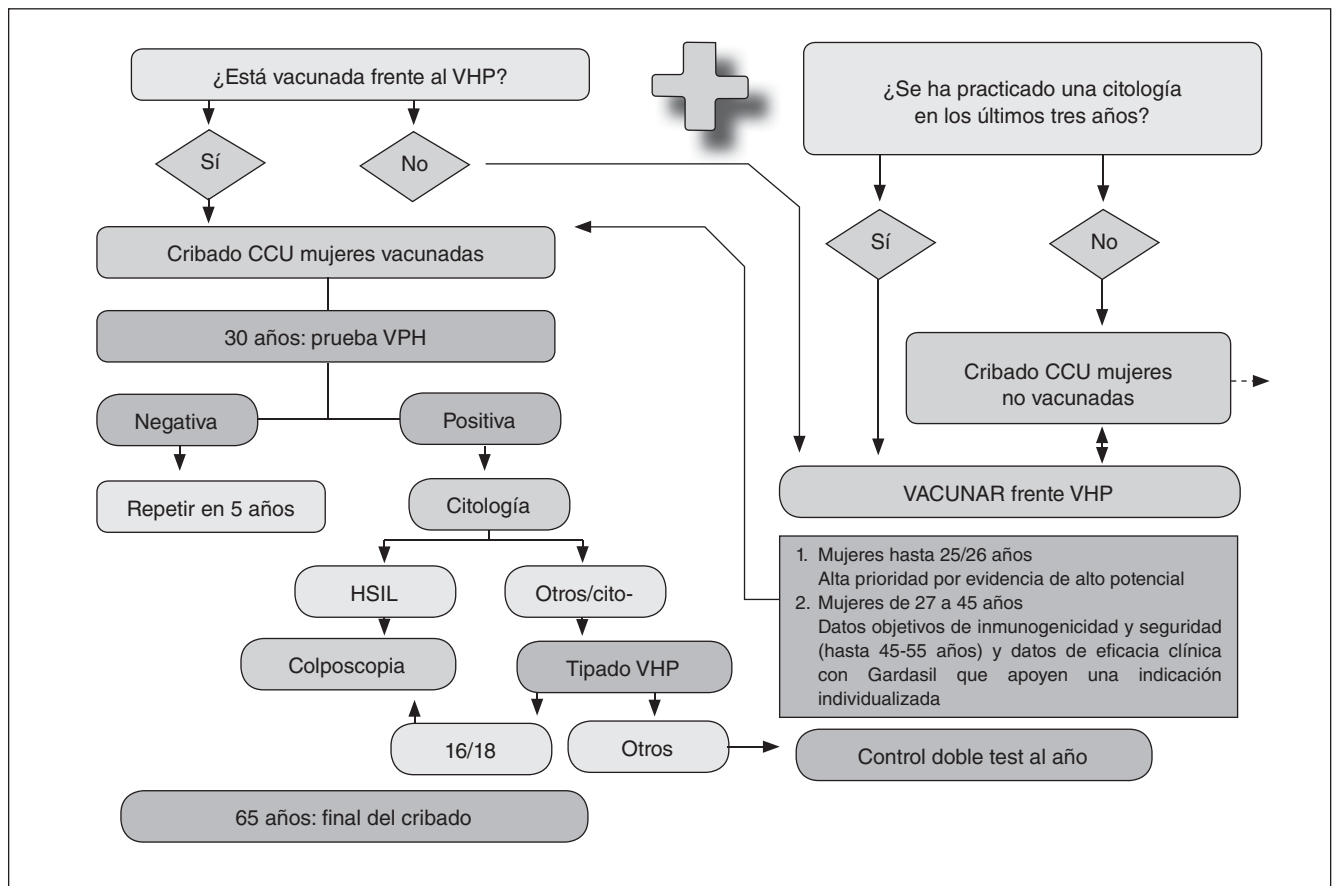 ¿Está vacunada frente al VHP?
Sí
No
Cribado CCU mujeres vacunadas
30 años: prueba VPH
Negativa
Positiva
Repetir en 5 años
Citología
HSIL
Otros/cito-
Colposcopia
Tipado VHP
16/18
Otros
65 años: final del cribado
¿Se ha practicado una citología
en los últimos tres años?
Sí
No
Cribado CCU mujeres
no vacunadas
VACUNAR frente VHP
1. Mujeres hasta 25/26 años
Alta prioridad por evidencia de alto potencial
2. Mujeres de 27 a 45 años
Datos objetivos de inmunogenicidad y seguridad
(hasta 45-55 años) y datos de eficacia clínica
con Gardasil que apoyen una indicación
individualizada
Control doble test al año